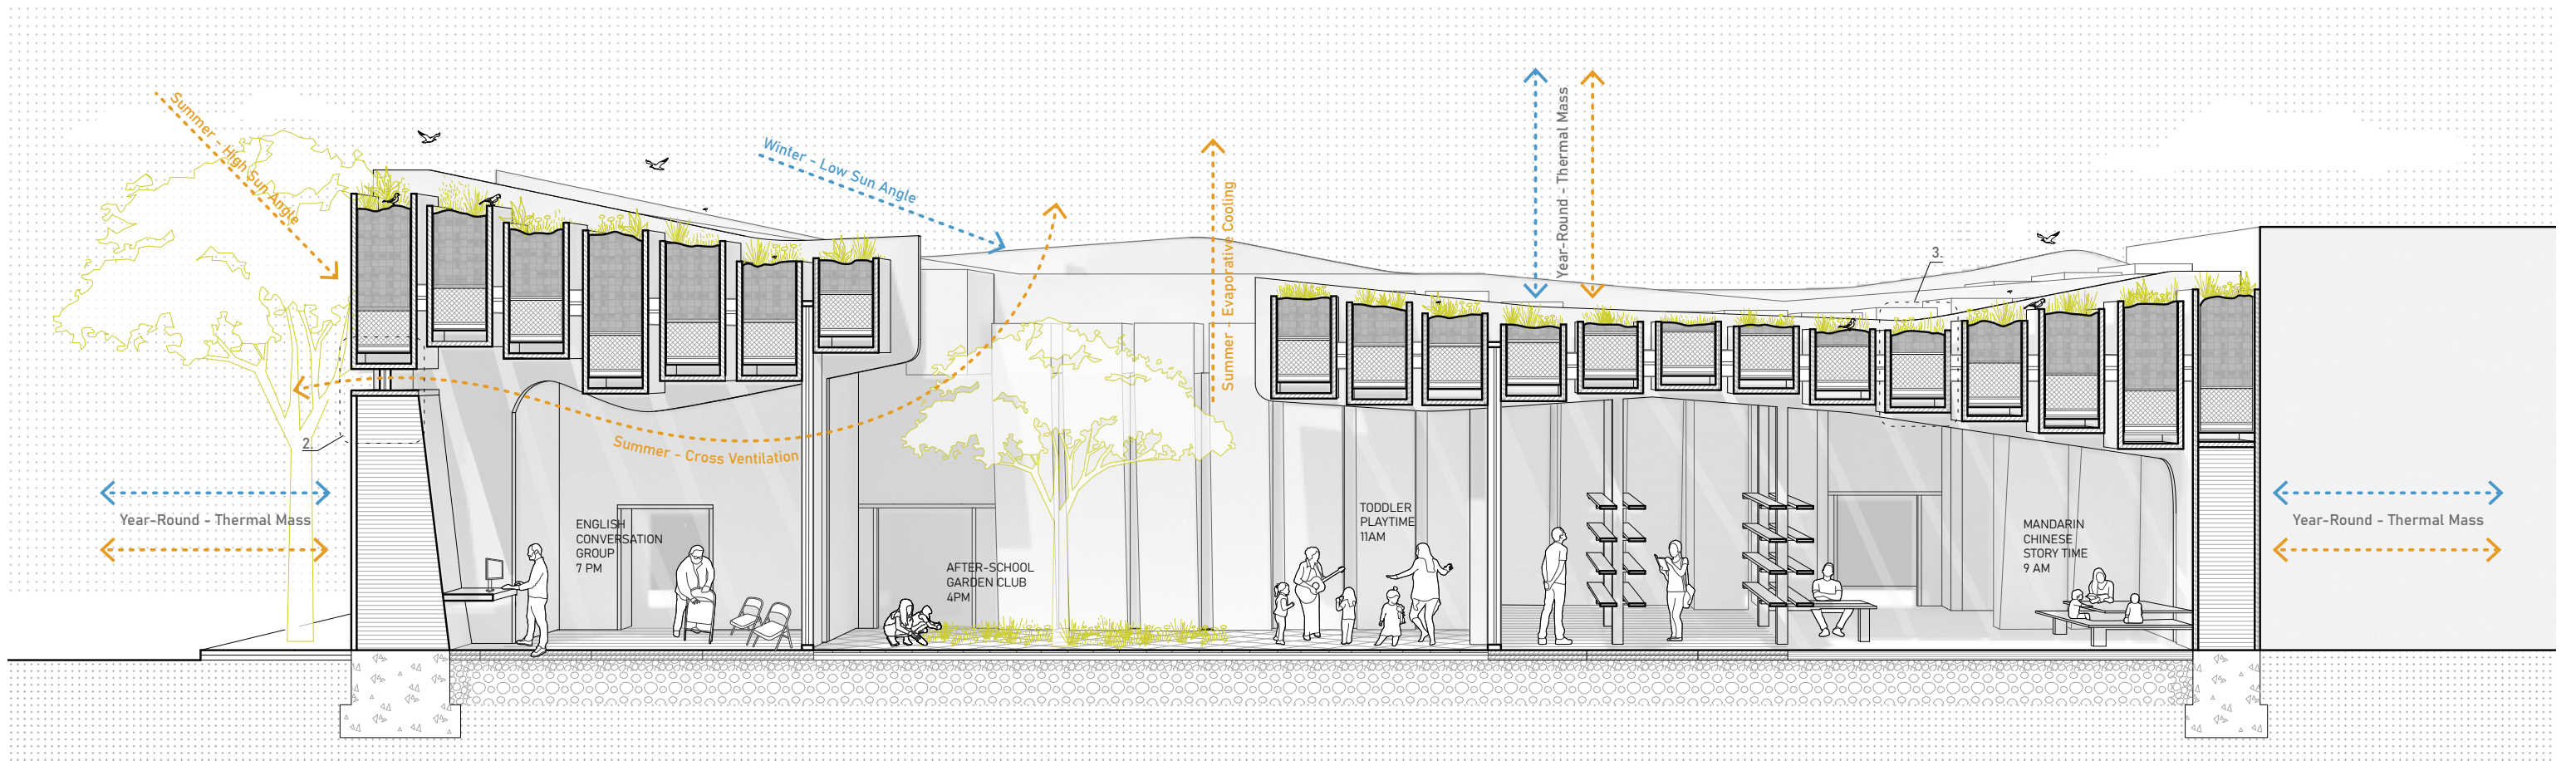 Summer - High Sun Angle
Winter - Low Sun Angle
Summer - Evaporative Cooling
Year-Round - Thermal Mass
3.
2.
Summer - Cross Ventilation
Year-Round - Thermal Mass
ENGLISH
CONVERSATION
GROUP
7 PM
AFTER-SCHOOL
GARDEN CLUB
4PM
TODDLER
PLAYTIME
11AM
MANDARIN
CHINESE
STORY TIME
9 AM
Year-Round - Thermal Mass